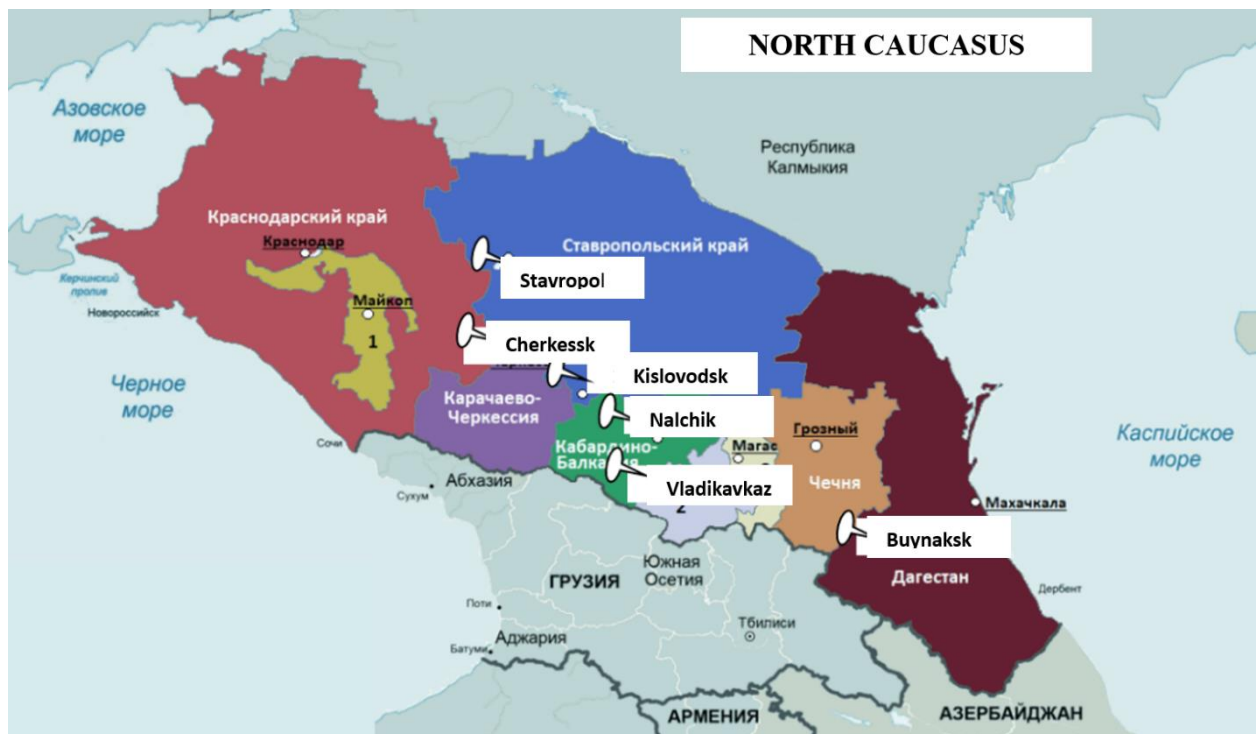 NORTH CAUCASUS
Азовское
море
Республика
Калмыкия
Краснодарский край
Краснодар
Ставропольский край
Керчинский
пролив
Новороссийск
Stavropol
Майкоп
1
Cherkessk
Черное
море
Kislovodsk
Карачаево-
Черкессия
Nalchik
Грозный
Каспийское
море
Сочи
Кабардино-
Балкария
Магас
Абхазия
Сухум
Vladikavkaz
Чечня
2
Махачкала
Buynaksk
Южная
Осетия
ГРУЗИЯ
Дагестан
Дербент
Поти
Тбилиси
Аджария
Батуми
АРМЕНИЯ
АЗЕРБАЙДЖАН